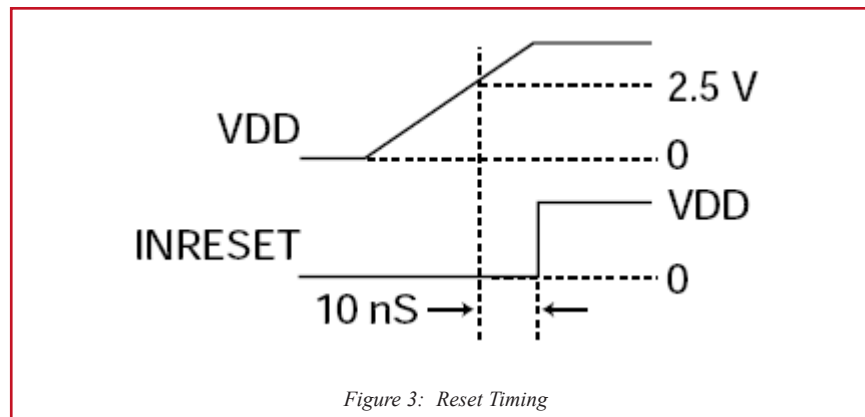 2.5 V
VDD
0
VDD
INRESET
0
10 nS
Figure 3: Reset Timing